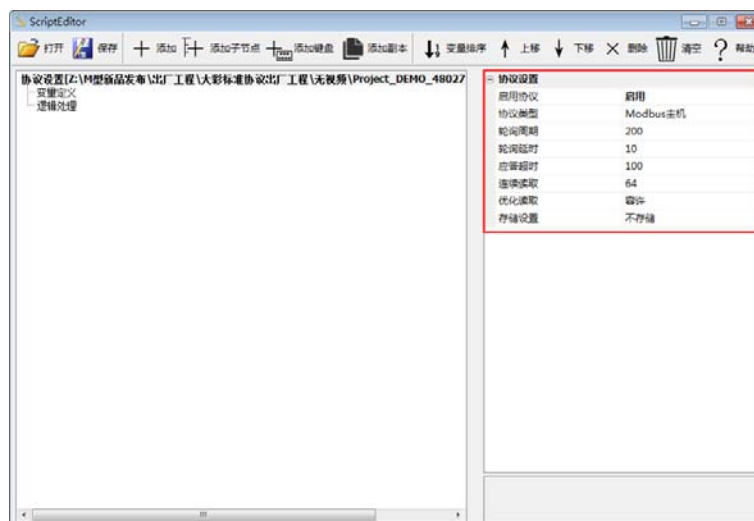 ScriptEditor
打开 保存 添加 添加子节点 添加键盘 添加副本 变量排序 上移 下移 删除 清空 帮助
协议设置[Z:\M型新品发布\出厂工程\大彩标准协议出厂工程\无视频\Project_DEMO_48027
变量定义
逻辑处理
协议设置
启用协议 启用
协议类型 Modbus主机
轮询周期 200
轮询延时 10
应答超时 100
连续读取 64
优化读取 容许
存储设置 不存储